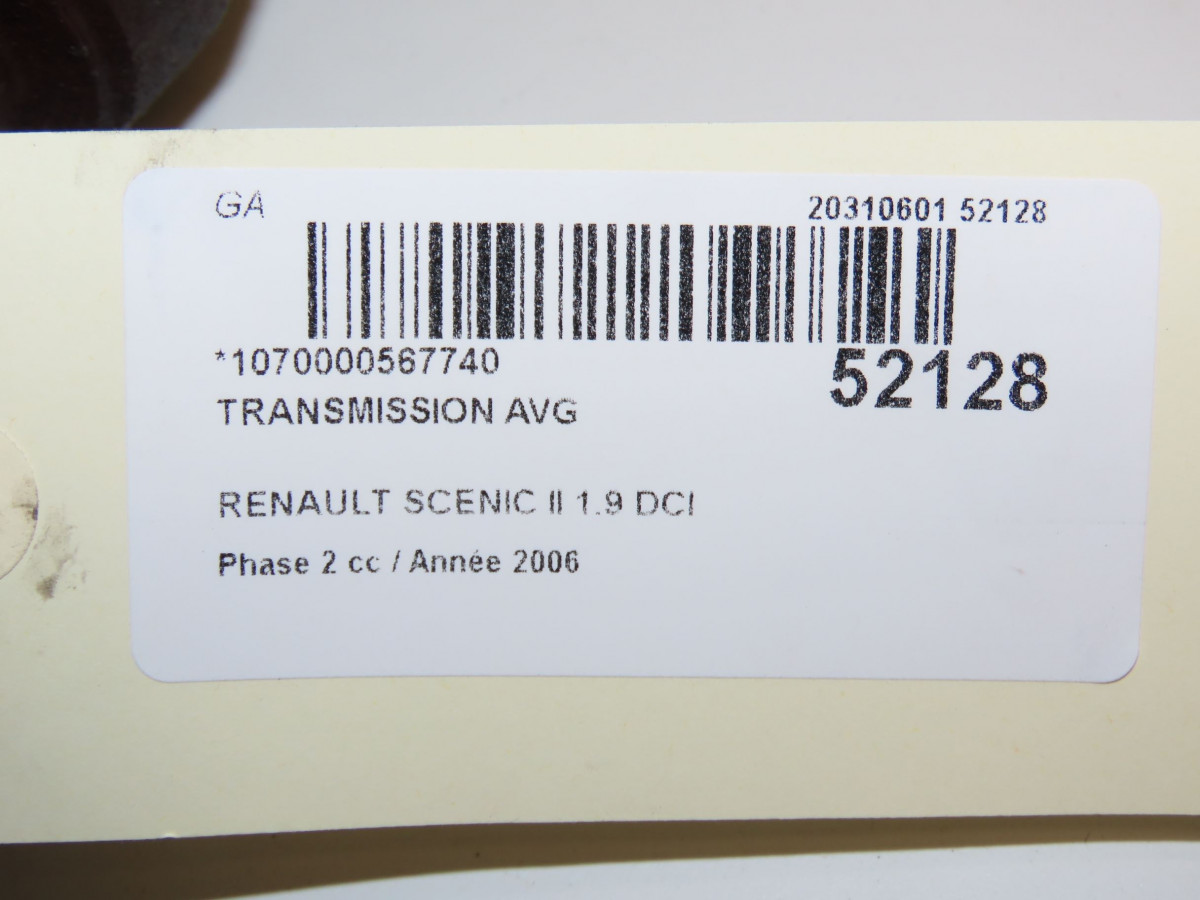 GA
20310601 52128
*1070000567740
52128
TRANSMISSION AVG
RENAULT SCENIC II 1.9 DCI
Phase 2 cc / Année 2006